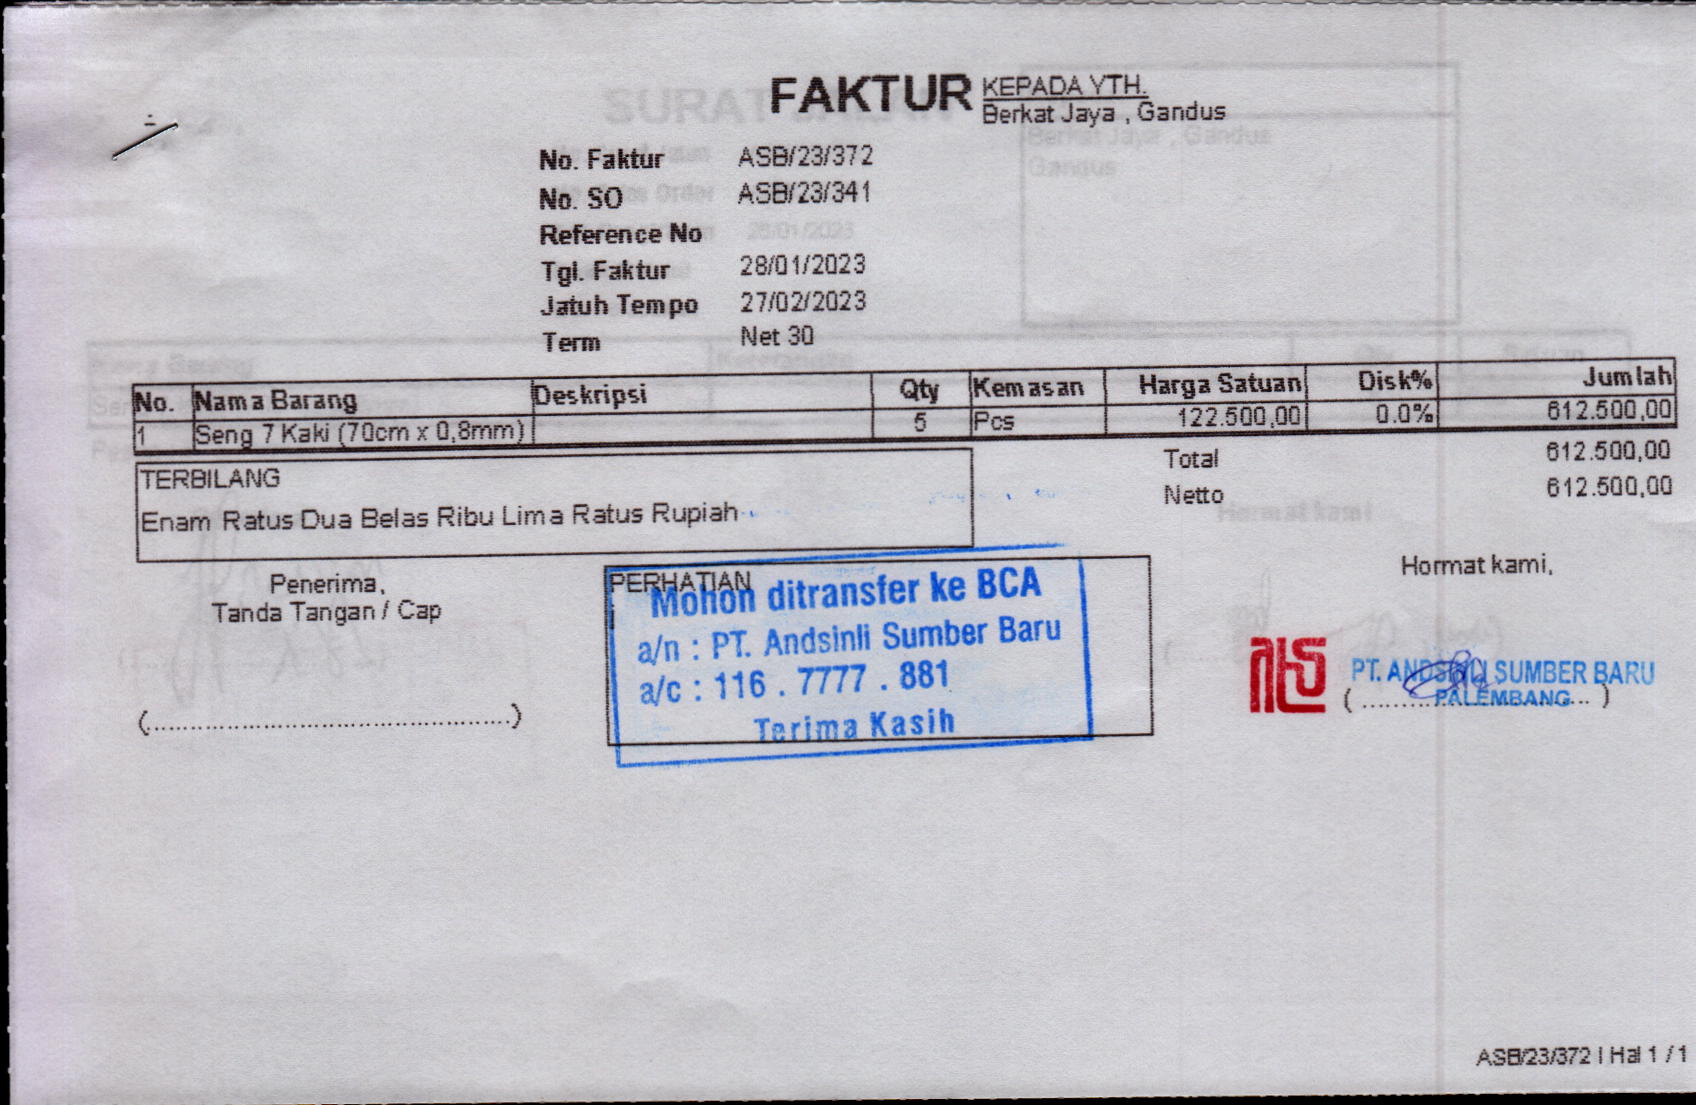 FAKTUR
KEPADA YTH.
Berkat Jaya , Gandus
No. Faktur ASB/23/372
No. SO ASB/23/341
Reference No
Tgl. Faktur 28/01/2023
Jatuh Tempo 27/02/2023
Term Net 30
No. Nama Barang Deskripsi Qty Kemasan Harga Satuan Disk% Jumlah
1 Seng 7 Kaki (70cm x 0,8mm) 5 Pcs 122.500,00 0.0% 612.500,00
Total 612.500,00
Netto 612.500,00
TERBILANG
Enam Ratus Dua Belas Ribu Lima Ratus Rupiah
Penerima,
Tanda Tangan / Cap
(..................................................)
PERHATIAN
Mohon ditransfer ke BCA
a/n : PT. Andsinli Sumber Baru
a/c : 116 . 7777 . 881
Terima Kasih
Hormat kami,
PT. ANDSINLI SUMBER BARU
PALEMBANG
ASB/23/372 | Hal 1 / 1